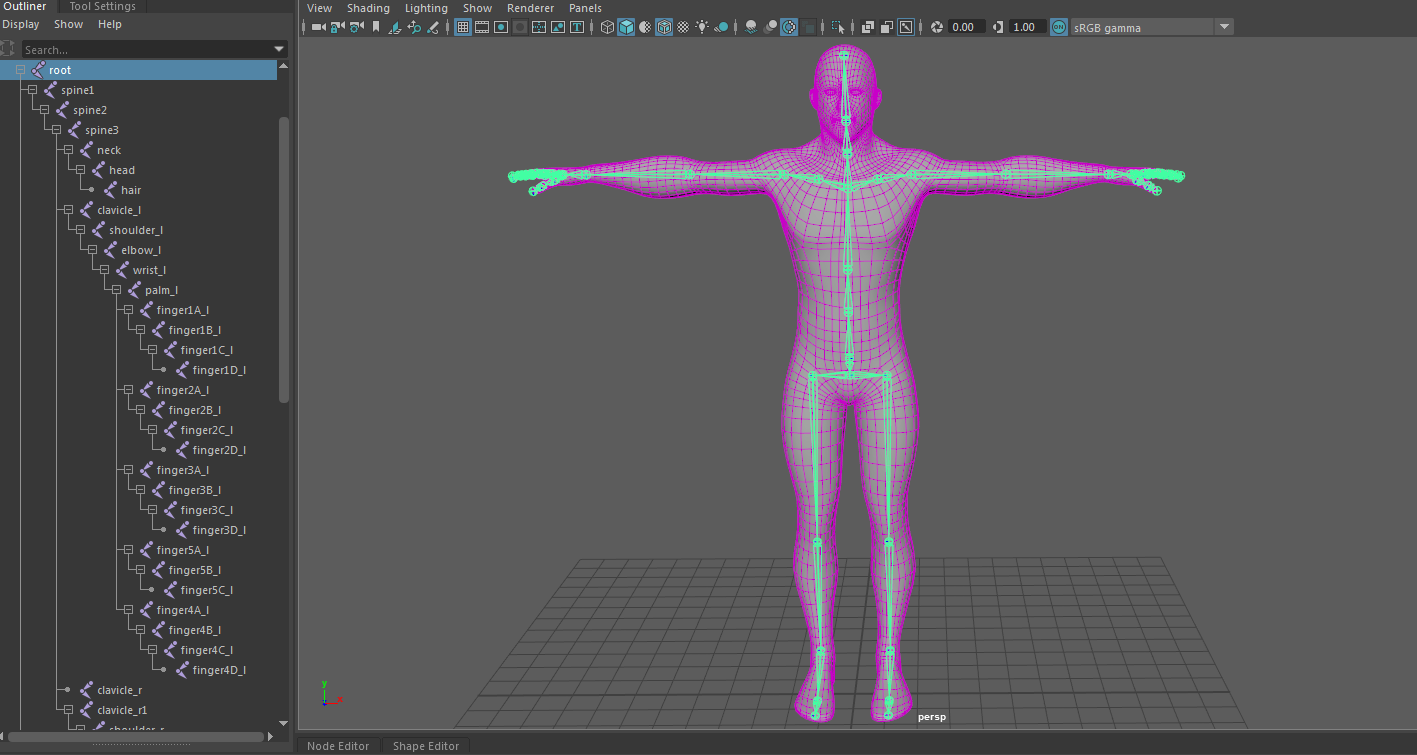 Outliner Tool Settings
Display Show Help
Search...
root
spine1
spine2
spine3
neck
head
hair
clavicle_l
shoulder_l
elbow_l
wrist_l
palm_l
finger1A_l
finger1B_l
finger1C_l
finger1D_l
finger2A_l
finger2B_l
finger2C_l
finger2D_l
finger3A_l
finger3B_l
finger3C_l
finger3D_l
finger5A_l
finger5B_l
finger5C_l
finger4A_l
finger4B_l
finger4C_l
finger4D_l
clavicle_r
clavicle_r1
shoulder_r
View Shading Lighting Show Renderer Panels
0.00 1.00 ON sRGB gamma
y
x
persp
Node Editor Shape Editor